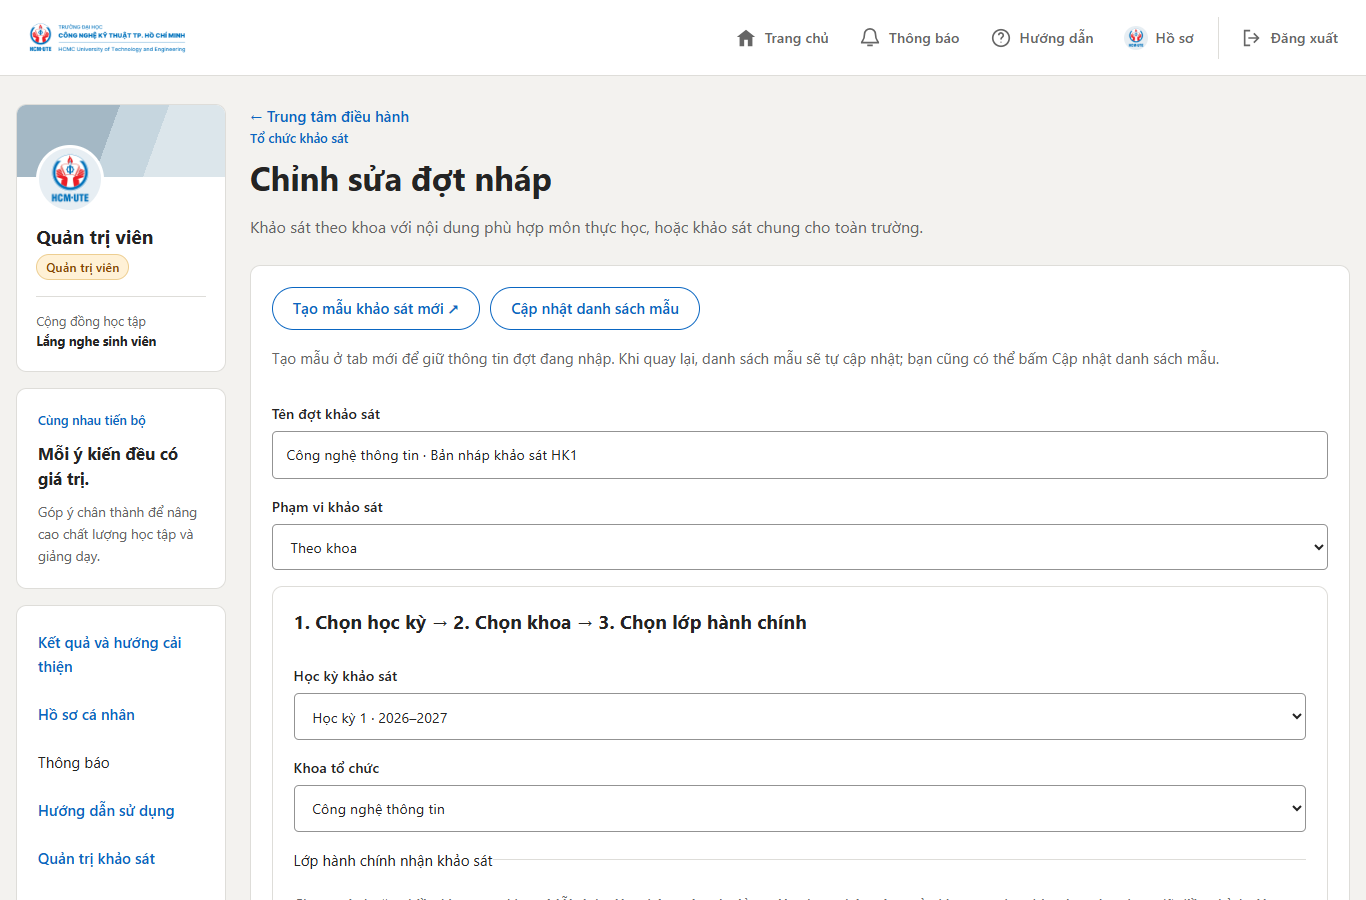 TRƯỜNG ĐẠI HỌC
CÔNG NGHỆ KỸ THUẬT TP. HỒ CHÍ MINH
HCMC University of Technology and Engineering
HCM-UTE
Trang chủ
Thông báo
Hướng dẫn
Hồ sơ
Đăng xuất
HCM-UTE
Quản trị viên
Quản trị viên
Cộng đồng học tập
Lắng nghe sinh viên
Cùng nhau tiến bộ
Mỗi ý kiến đều có
giá trị.
Góp ý chân thành để nâng
cao chất lượng học tập và
giảng dạy.
Kết quả và hướng cải
thiện
Hồ sơ cá nhân
Thông báo
Hướng dẫn sử dụng
Quản trị khảo sát
← Trung tâm điều hành
Tổ chức khảo sát
Chỉnh sửa đợt nháp
Khảo sát theo khoa với nội dung phù hợp môn thực học, hoặc khảo sát chung cho toàn trường.
Tạo mẫu khảo sát mới ↗
Cập nhật danh sách mẫu
Tạo mẫu ở tab mới để giữ thông tin đợt đang nhập. Khi quay lại, danh sách mẫu sẽ tự cập nhật; bạn cũng có thể bấm Cập nhật danh sách mẫu.
Tên đợt khảo sát
Công nghệ thông tin · Bản nháp khảo sát HK1
Phạm vi khảo sát
Theo khoa
1. Chọn học kỳ → 2. Chọn khoa → 3. Chọn lớp hành chính
Học kỳ khảo sát
Học kỳ 1 · 2026–2027
Khoa tổ chức
Công nghệ thông tin
Lớp hành chính nhận khảo sát